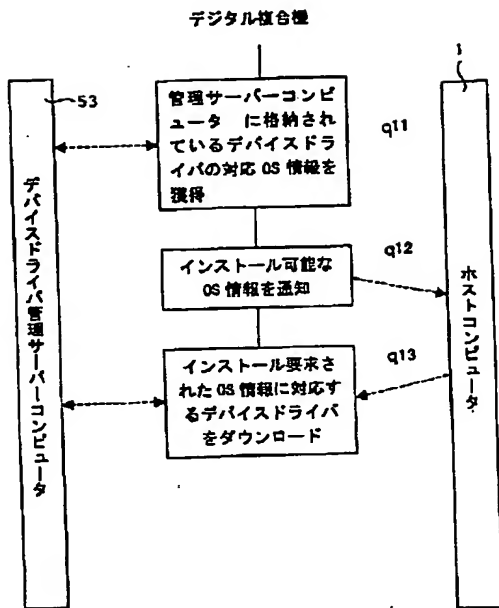 デジタル複合機
53
1
管理サーバーコンピ
ュータ に格納され
ているデバイスドラ
イバの対応 OS 情報を
獲得
q11
インストール可能な
OS 情報を通知
q12
インストール要求さ
れた OS 情報に対応する
デバイスドライバ
をダウンロード
q13
デバイスドライバ管理サーバーコンピュータ
ホストコンピュータ